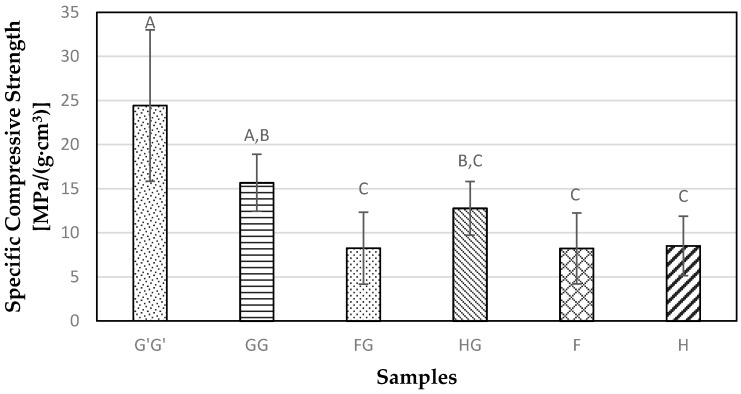 Specific Compressive Strength
[MPa/(g·cm³)]
35
30
25
20
15
10
5
0
A
A,B
C
B,C
C
C
G'G'
GG
FG
HG
F
H
Samples